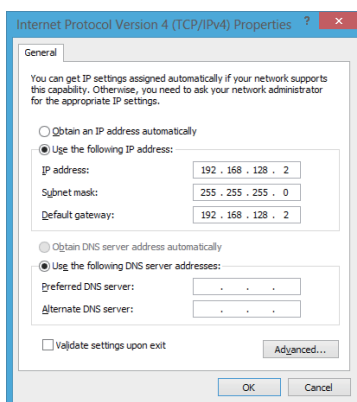 Internet Protocol Version 4 (TCP/IPv4) Properties ? ×
General
You can get IP settings assigned automatically if your network supports
this capability. Otherwise, you need to ask your network administrator
for the appropriate IP settings.
Obtain an IP address automatically
Use the following IP address:
IP address: 192 . 168 . 128 . 2
Subnet mask: 255 . 255 . 255 . 0
Default gateway: 192 . 168 . 128 . 2
Obtain DNS server address automatically
Use the following DNS server addresses:
Preferred DNS server: . . .
Alternate DNS server: . . .
Validate settings upon exit
Advanced...
OK Cancel